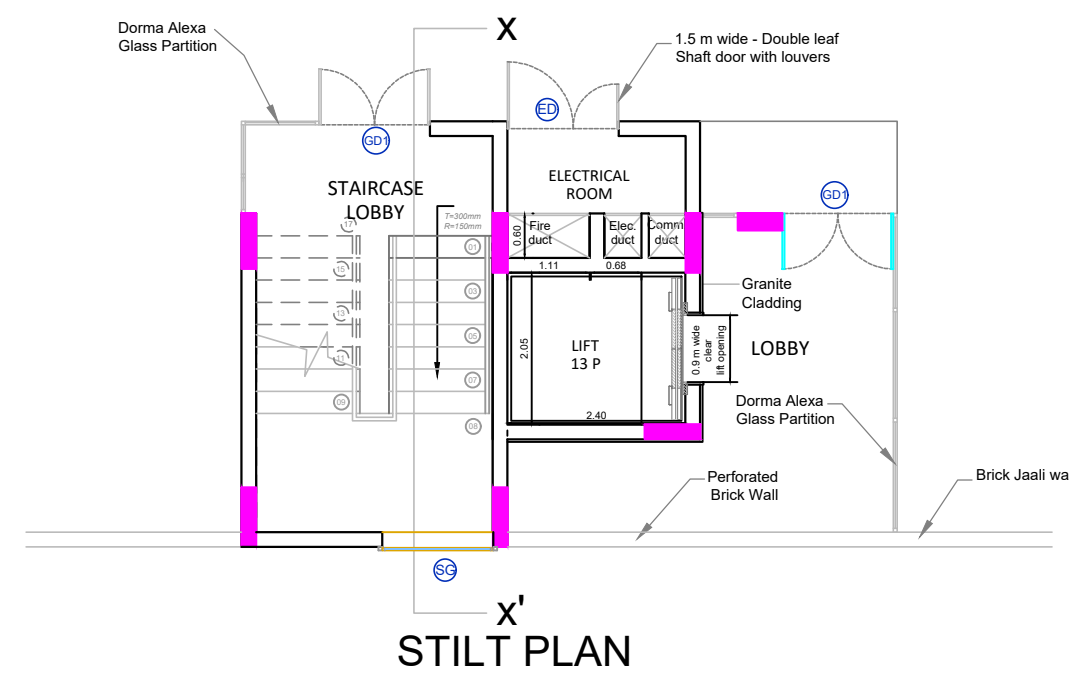 X
Dorma Alexa
Glass Partition
1.5 m wide - Double leaf
Shaft door with louvers
ED
GD1
ELECTRICAL
ROOM
STAIRCASE
LOBBY
GD1
T=300mm
R=150mm
17
0.60
Fire
duct
Elec.
duct
Comm
duct
01
15
1.11
0.68
03
Granite
Cladding
13
05
2.05
LIFT
13 P
0.9 m wide
clear
lift opening
LOBBY
11
07
09
2.40
08
Dorma Alexa
Glass Partition
Perforated
Brick Wall
Brick Jaali wa
SG
X'
STILT PLAN